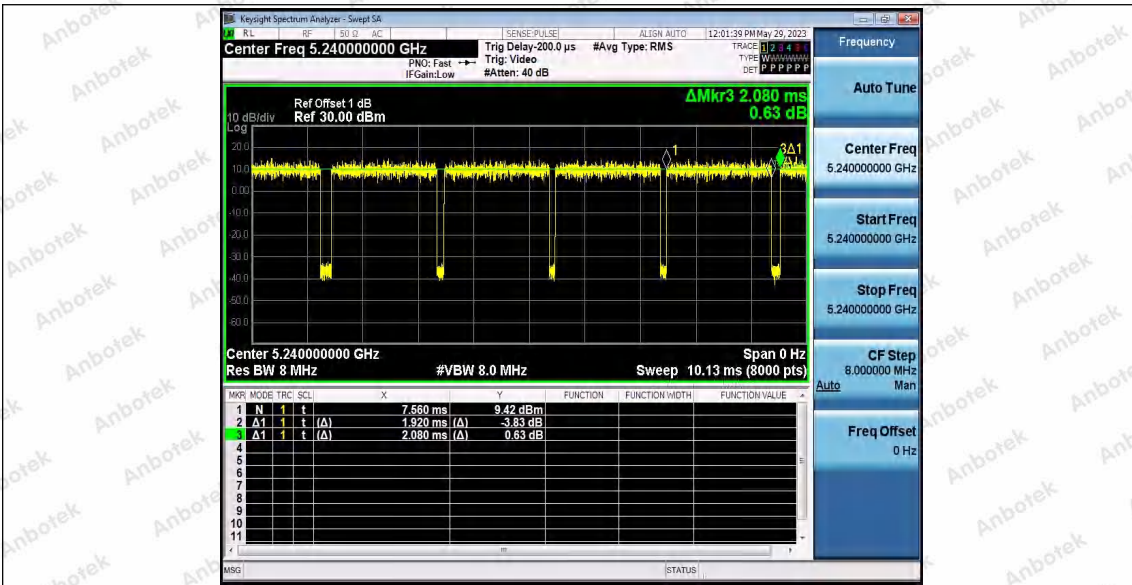 Keysight Spectrum Analyzer - Swept SA
RL RF 50 Ω AC SENSE:PULSE ALIGN AUTO 12:01:39 PM May 29, 2023
Center Freq 5.240000000 GHz
PNO: Fast
IFGain:Low
Trig Delay-200.0 µs
Trig: Video
#Atten: 40 dB
#Avg Type: RMS
TRACE 1 2 3 4 5 6
TYPE WWWWWW
DET P P P P P P
Ref Offset 1 dB
Ref 30.00 dBm
10 dB/div
Log
ΔMkr3 2.080 ms
0.63 dB
20.0
10.0
0.00
-10.0
-20.0
-30.0
-40.0
-50.0
-60.0
1
3Δ1
Center 5.240000000 GHz
Span 0 Hz
Res BW 8 MHz
#VBW 8.0 MHz
Sweep 10.13 ms (8000 pts)
MKR MODE TRC SCL X Y FUNCTION FUNCTION WIDTH FUNCTION VALUE
1 N 1 t 7.560 ms 9.42 dBm
2 Δ1 1 t (Δ) 1.920 ms (Δ) -3.83 dB
3 Δ1 1 t (Δ) 2.080 ms (Δ) 0.63 dB
4
5
6
7
8
9
10
11
MSG
STATUS
Frequency
Auto Tune
Center Freq
5.240000000 GHz
Start Freq
5.240000000 GHz
Stop Freq
5.240000000 GHz
CF Step
8.000000 MHz
Auto Man
Freq Offset
0 Hz
Anbotek